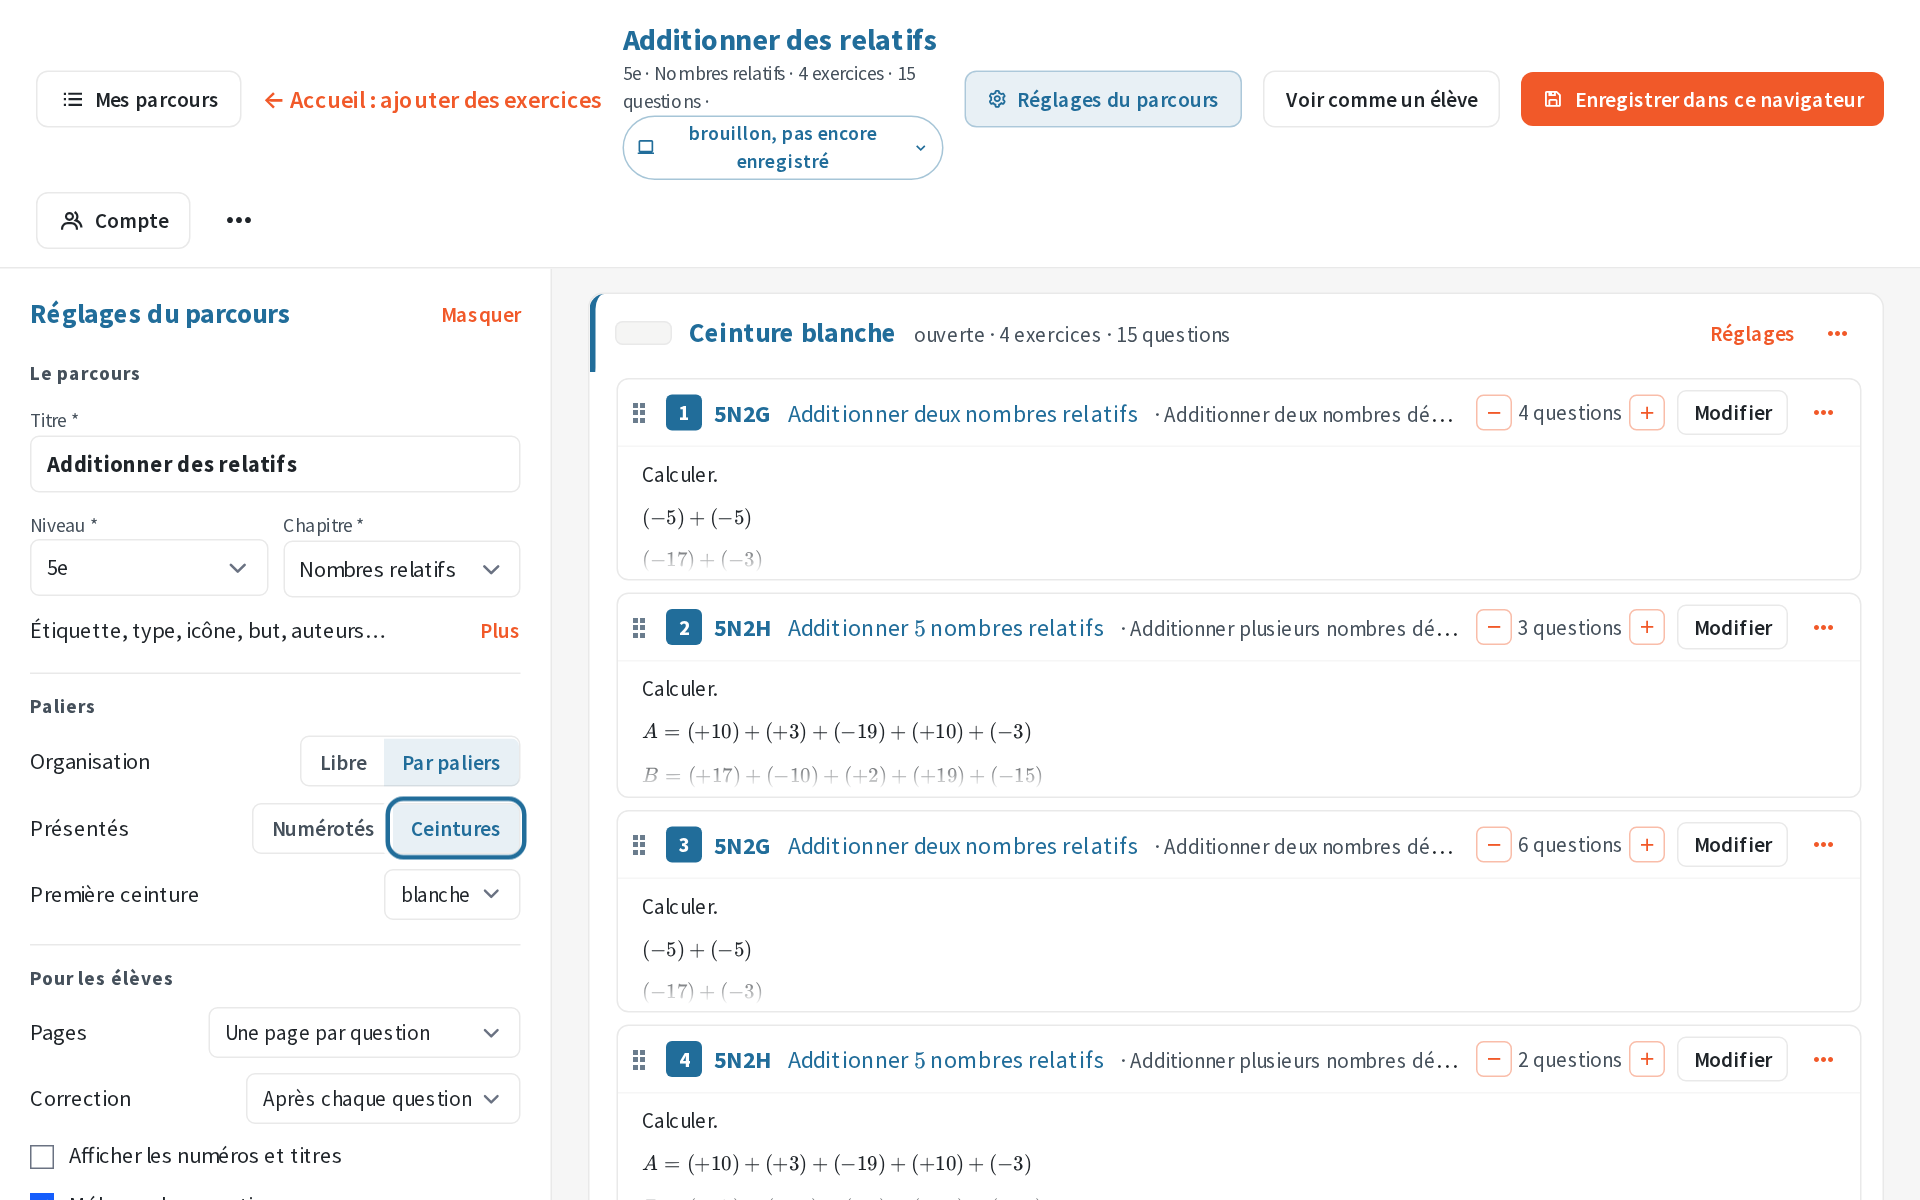 Mes parcours
← Accueil : ajouter des exercices
Additionner des relatifs
5e · Nombres relatifs · 4 exercices · 15
questions ·
brouillon, pas encore
enregistré
Réglages du parcours
Voir comme un élève
Enregistrer dans ce navigateur
Compte
Réglages du parcours
Masquer
Le parcours
Titre *
Additionner des relatifs
Niveau *
Chapitre *
5e
Nombres relatifs
Étiquette, type, icône, but, auteurs…
Plus
Paliers
Organisation
Libre
Par paliers
Présentés
Numérotés
Ceintures
Première ceinture
blanche
Pour les élèves
Pages
Une page par question
Correction
Après chaque question
Afficher les numéros et titres
Ceinture blanche
ouverte · 4 exercices · 15 questions
Réglages
1 5N2G Additionner deux nombres relatifs · Additionner deux nombres dé…
− 4 questions +
Modifier
Calculer.
(−5) + (−5)
(−17) + (−3)
2 5N2H Additionner 5 nombres relatifs · Additionner plusieurs nombres dé…
− 3 questions +
Modifier
Calculer.
A = (+10) + (+3) + (−19) + (+10) + (−3)
B = (+17) + (−10) + (+2) + (+19) + (−15)
3 5N2G Additionner deux nombres relatifs · Additionner deux nombres dé…
− 6 questions +
Modifier
Calculer.
(−5) + (−5)
(−17) + (−3)
4 5N2H Additionner 5 nombres relatifs · Additionner plusieurs nombres dé…
− 2 questions +
Modifier
Calculer.
A = (+10) + (+3) + (−19) + (+10) + (−3)